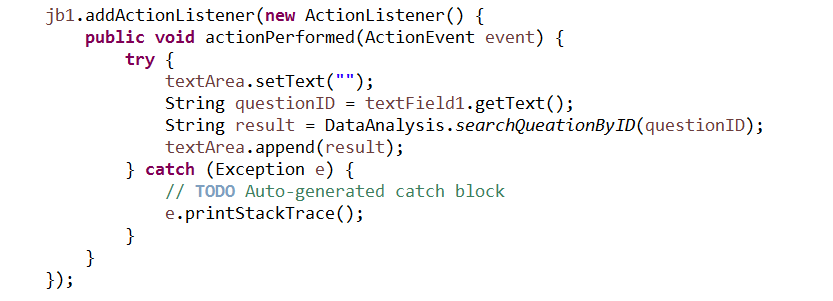 jb1.addActionListener(new ActionListener() {
    public void actionPerformed(ActionEvent event) {
        try {
            textArea.setText("");
            String questionID = textField1.getText();
            String result = DataAnalysis.searchQueationByID(questionID);
            textArea.append(result);
        } catch (Exception e) {
            // TODO Auto-generated catch block
            e.printStackTrace();
        }
    }
});